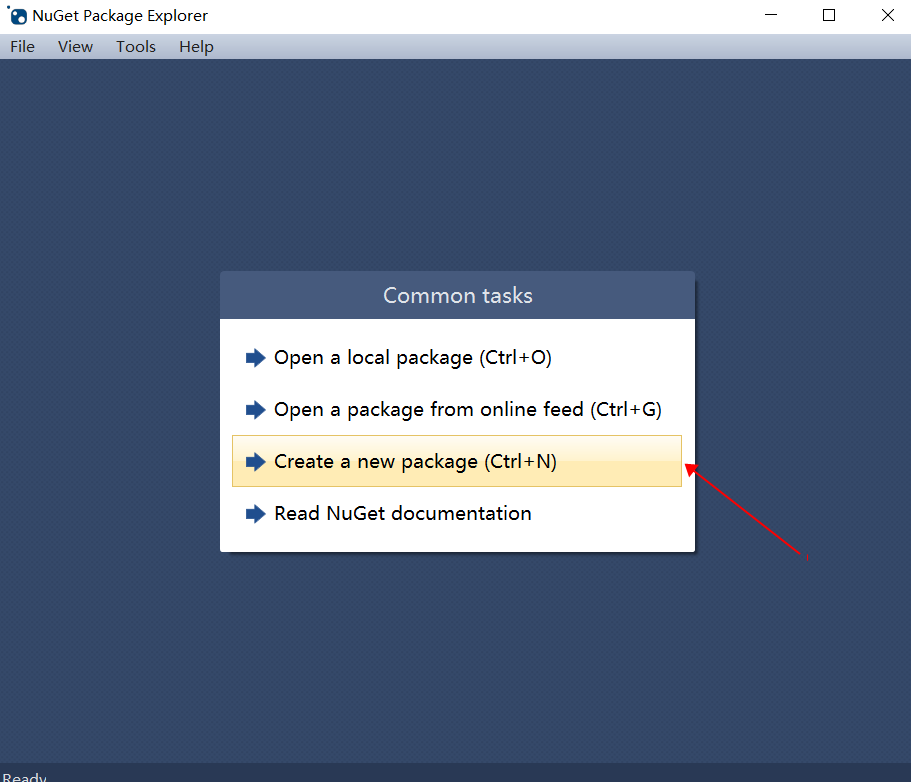 NuGet Package Explorer
File View Tools Help
Common tasks
Open a local package (Ctrl+O)
Open a package from online feed (Ctrl+G)
Create a new package (Ctrl+N)
Read NuGet documentation
Ready